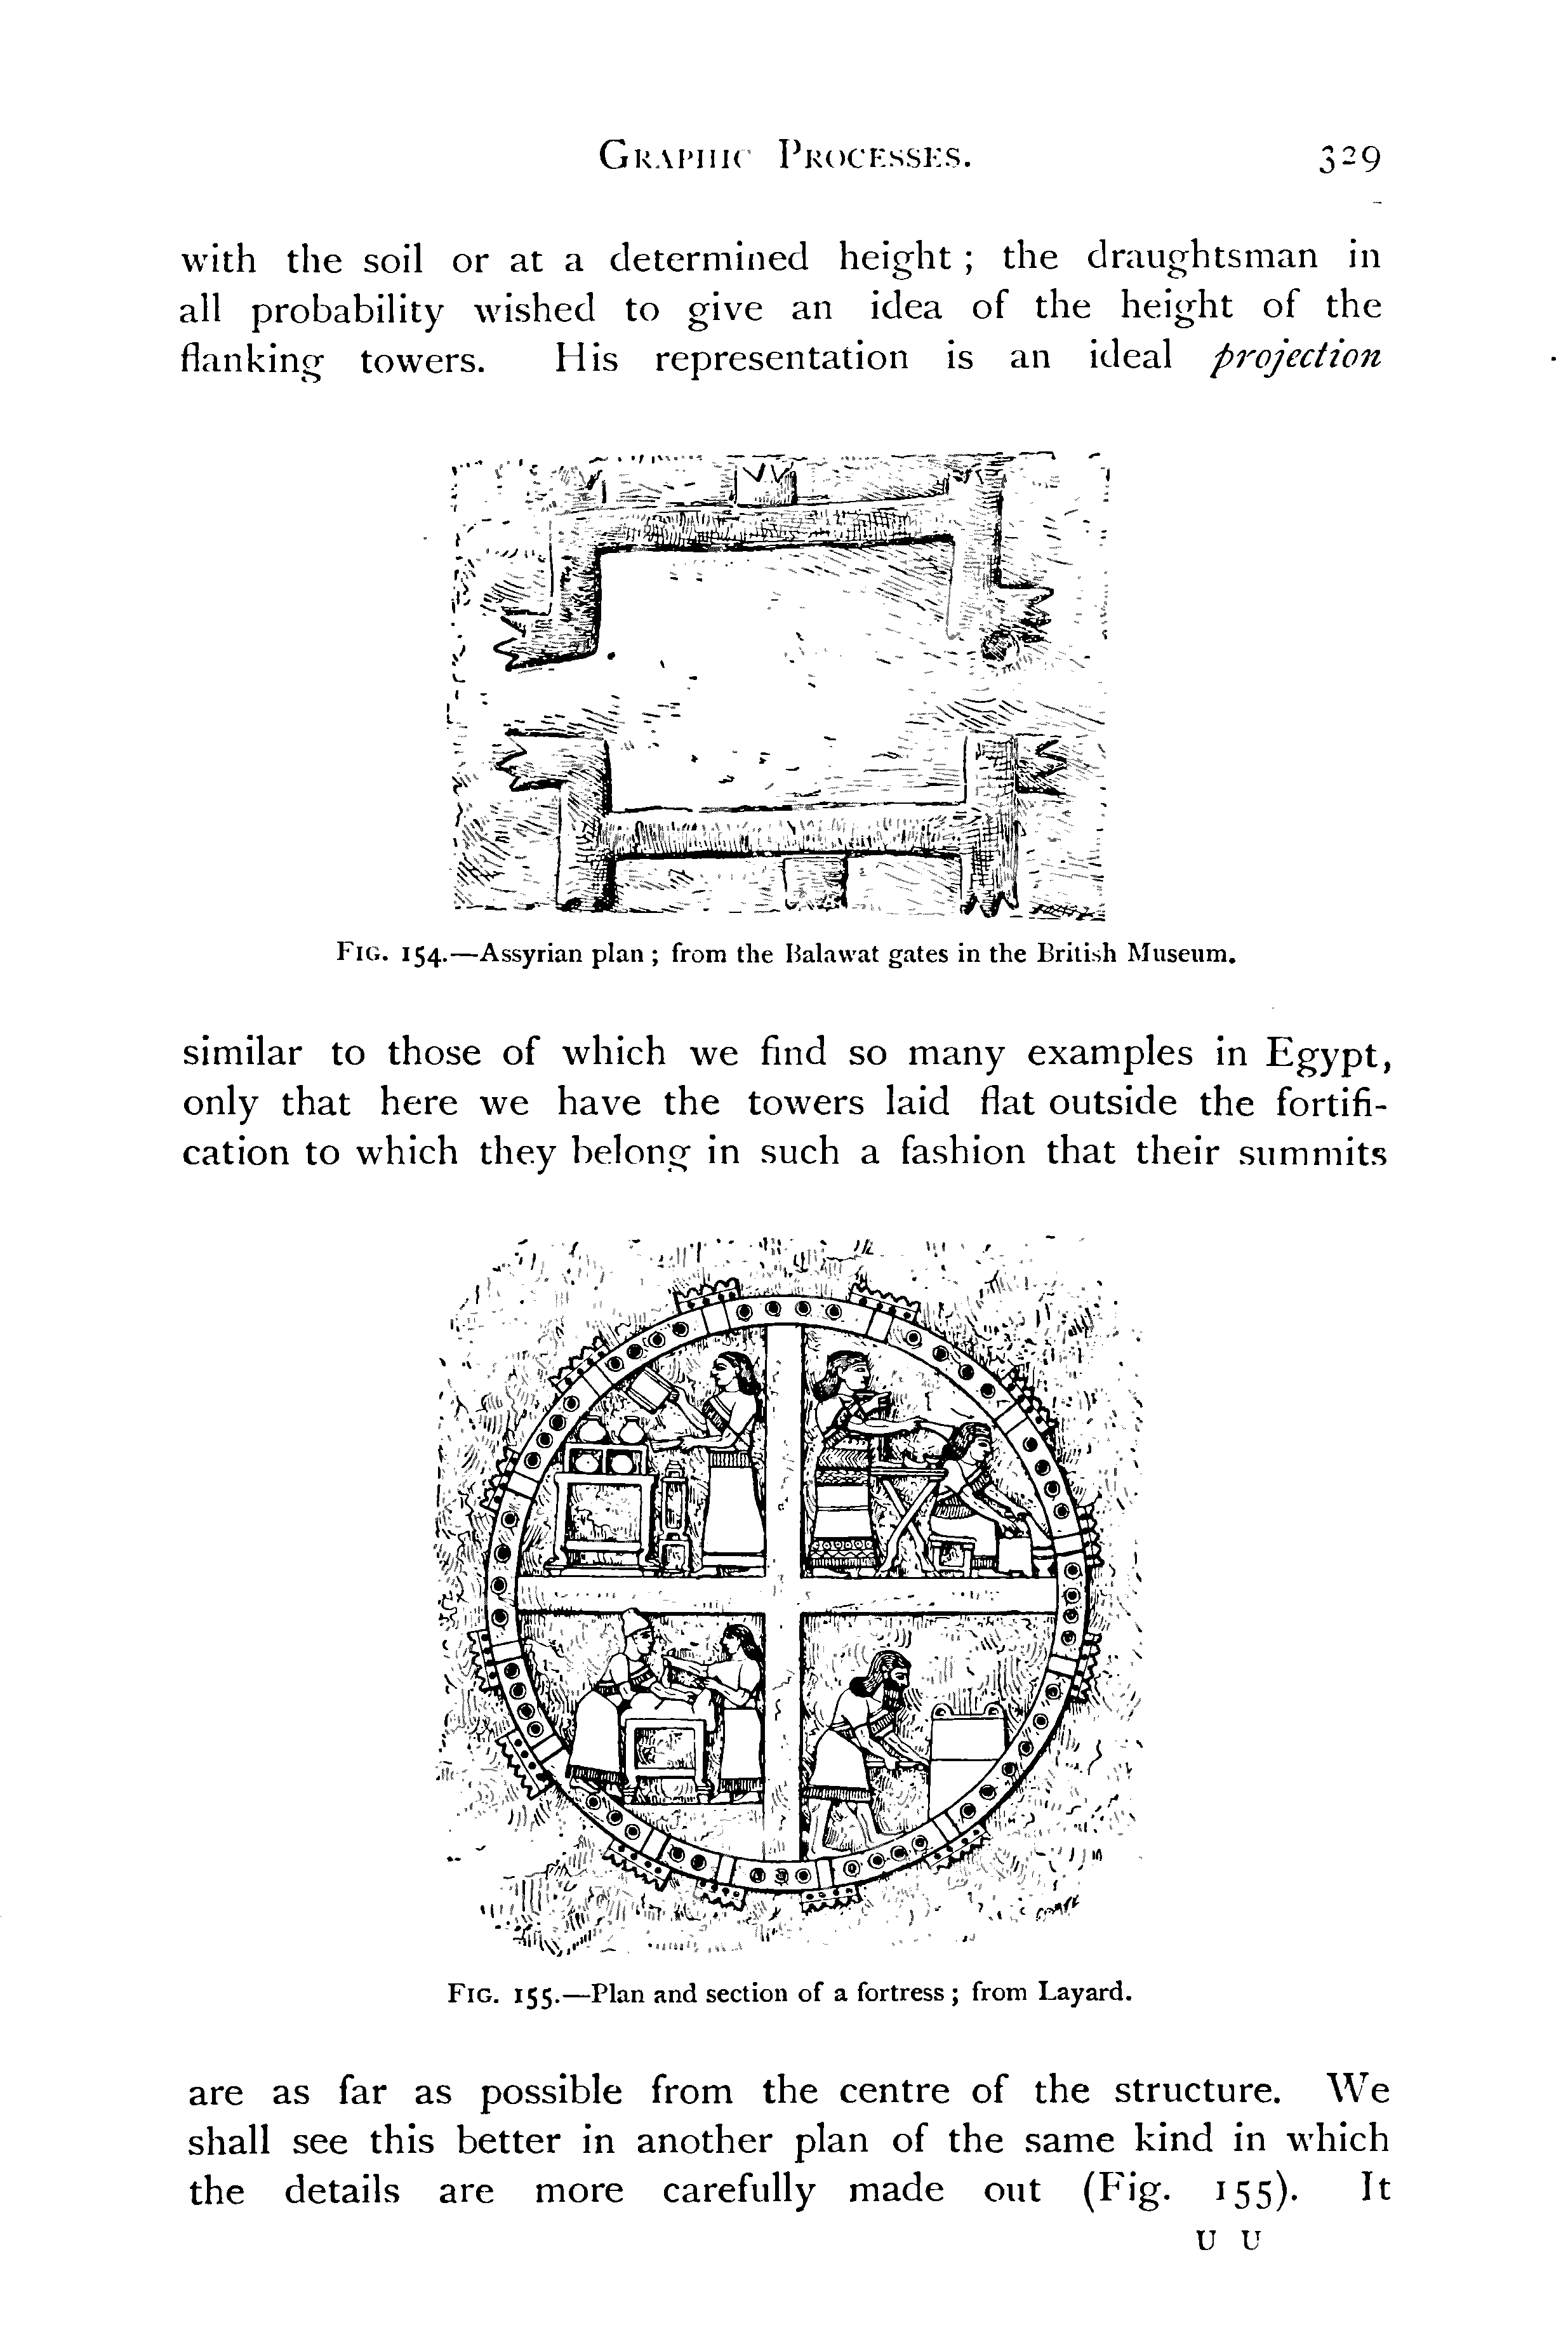 GRAPHIC PROCESSES. 329
with the soil or at a determined height ; the draughtsman in
all probability wished to give an idea of the height of the
flanking towers. His representation is an ideal projection
FIG. 154.—Assyrian plan ; from the Balawat gates in the British Museum.
similar to those of which we find so many examples in Egypt,
only that here we have the towers laid flat outside the fortifi-
cation to which they belong in such a fashion that their summits
FIG. 155.—Plan and section of a fortress ; from Layard.
are as far as possible from the centre of the structure. We
shall see this better in another plan of the same kind in which
the details are more carefully made out (Fig. 155). It
U U